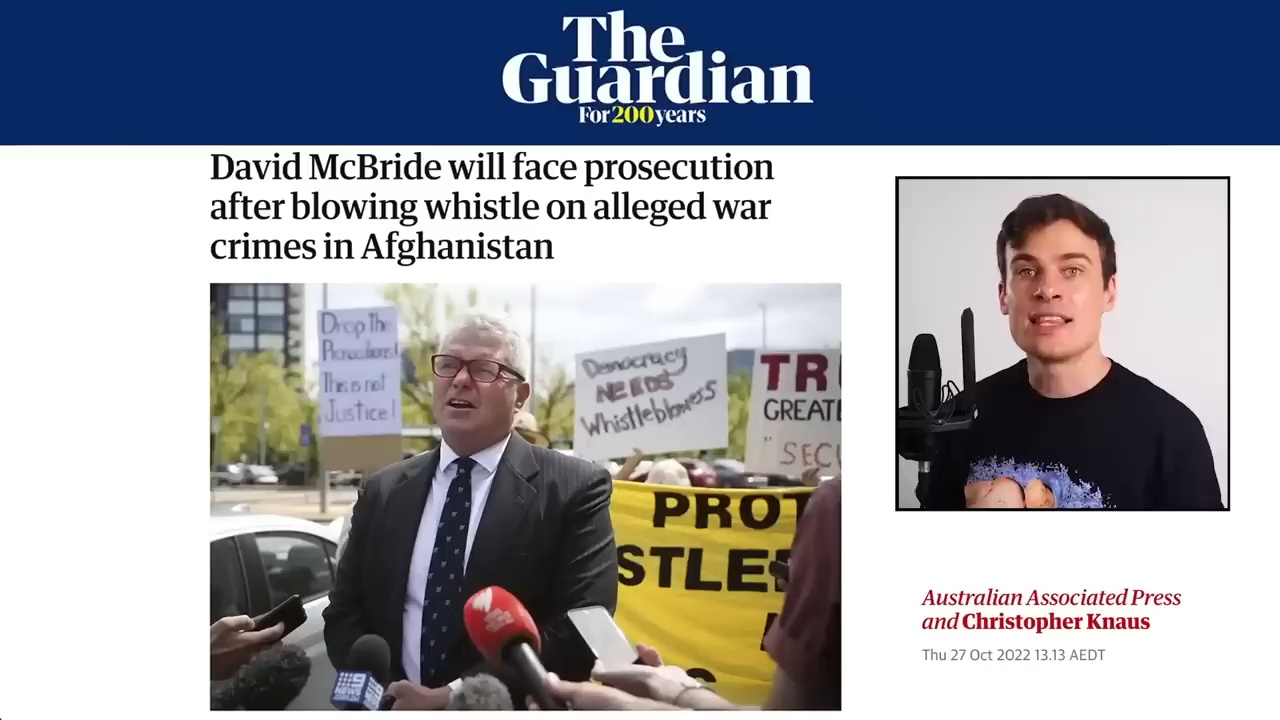 The
Guardian
For 200 years
David McBride will face prosecution
after blowing whistle on alleged war
crimes in Afghanistan
Drop The
Prosecutions!
This is not
Justice!
Democracy
NEEDS
Whistleblowers
GREATE
"SECU
PROT
STLE
9 NEWS
Australian Associated Press
and Christopher Knaus
Thu 27 Oct 2022 13.13 AEDT